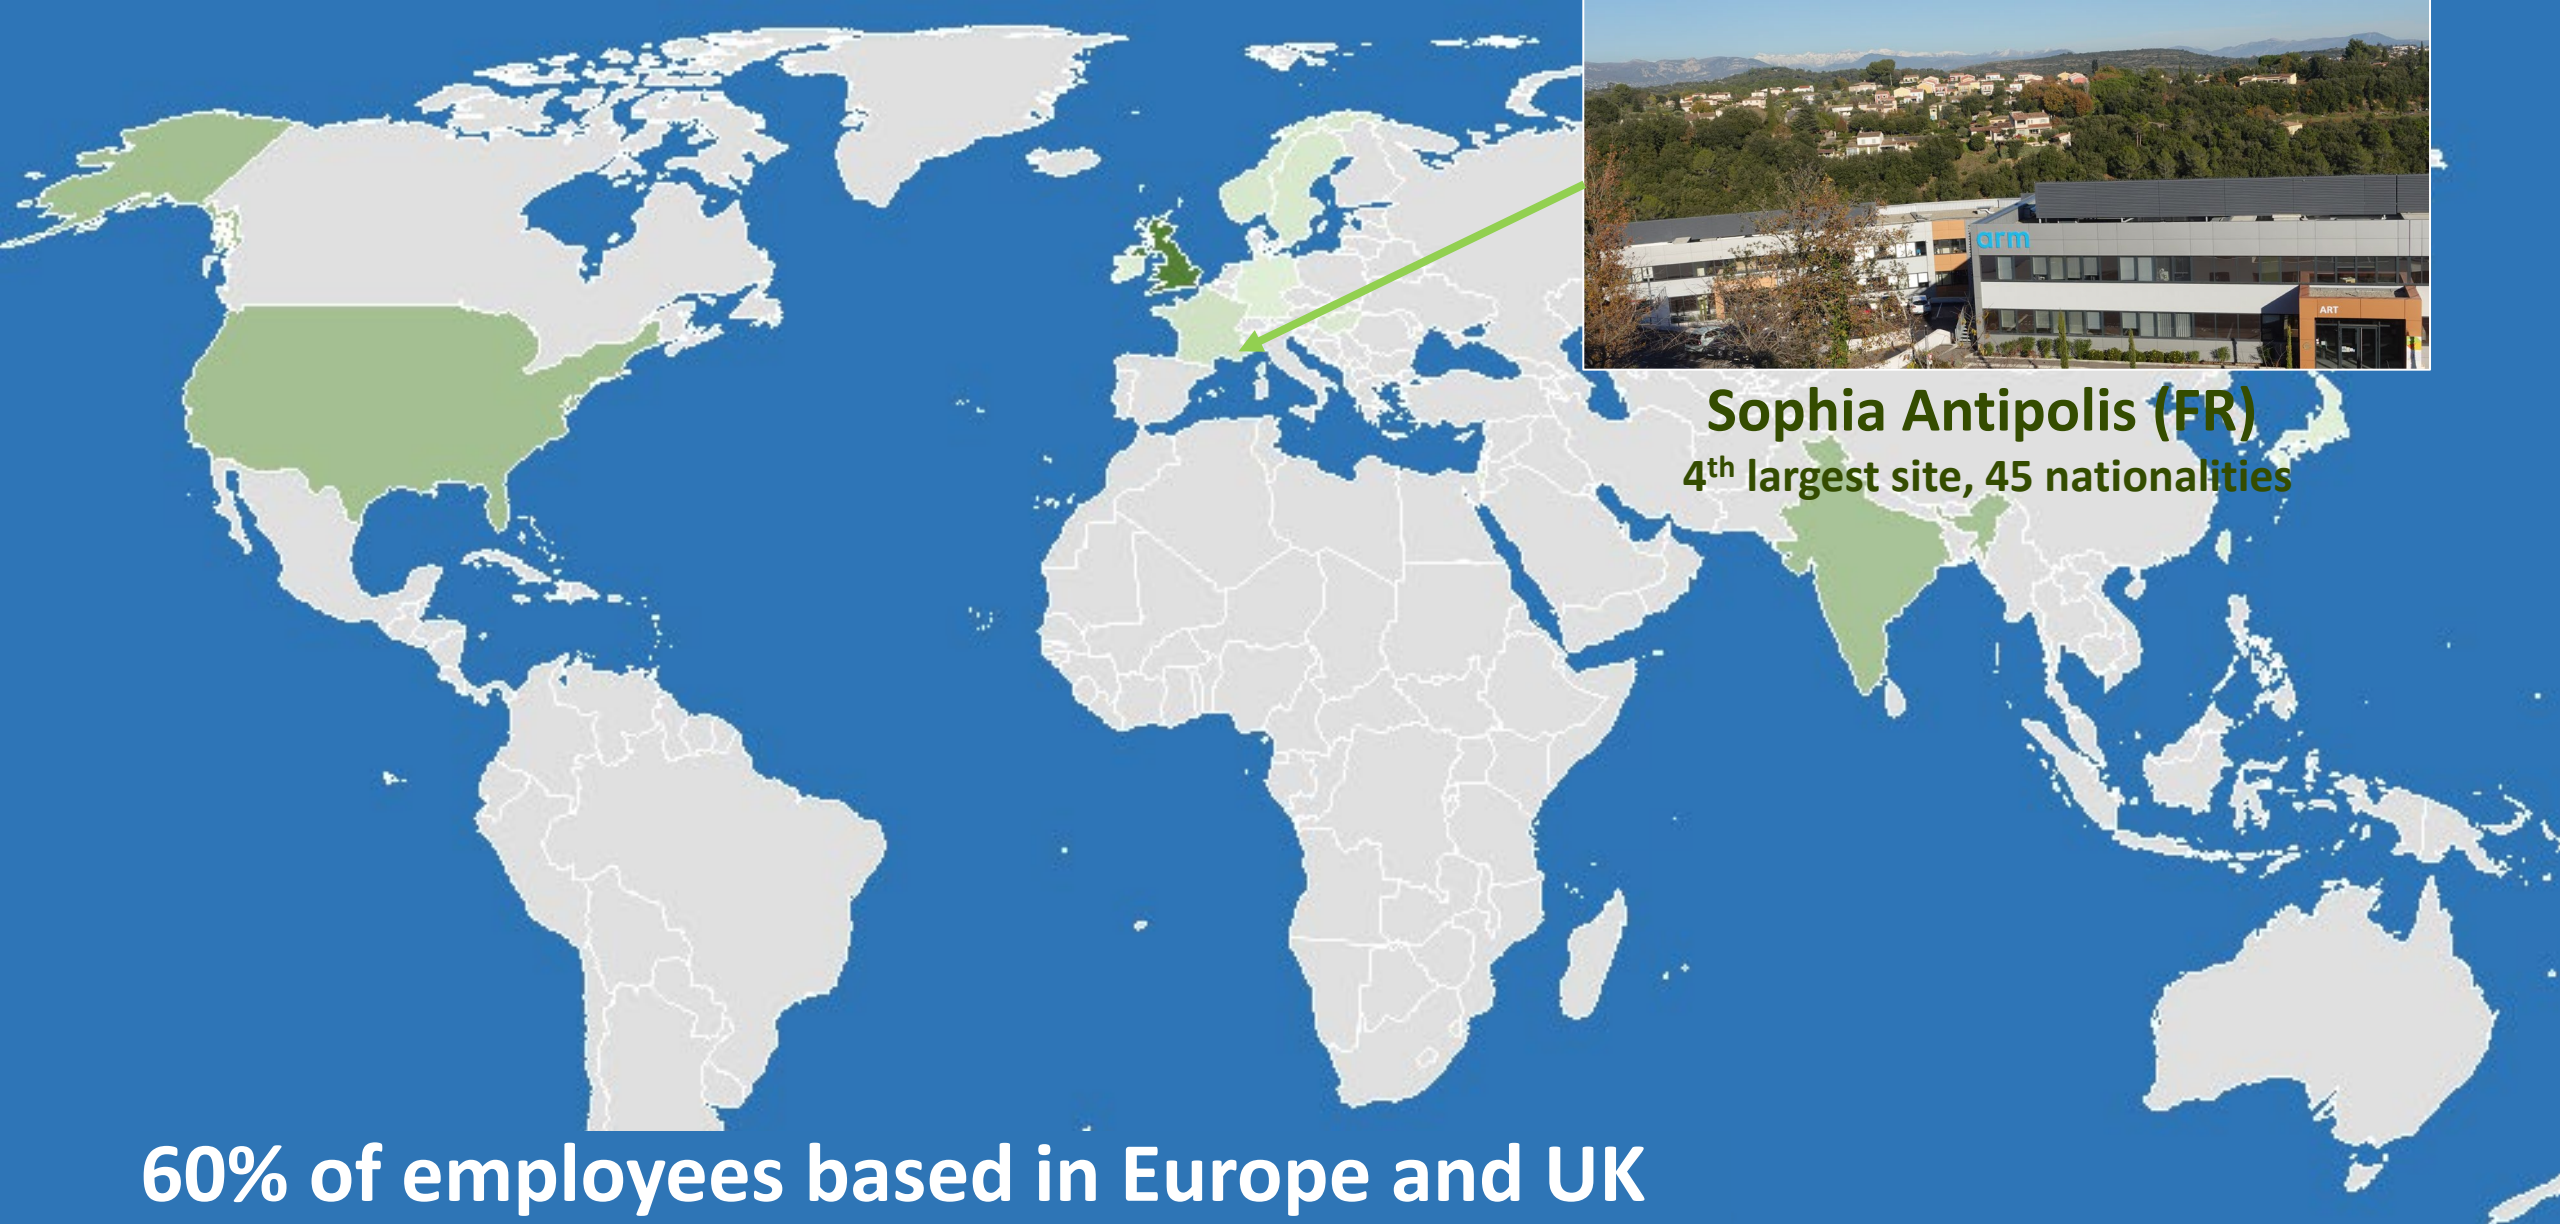 arm
ART
Sophia Antipolis (FR)
4th largest site, 45 nationalities
60% of employees based in Europe and UK